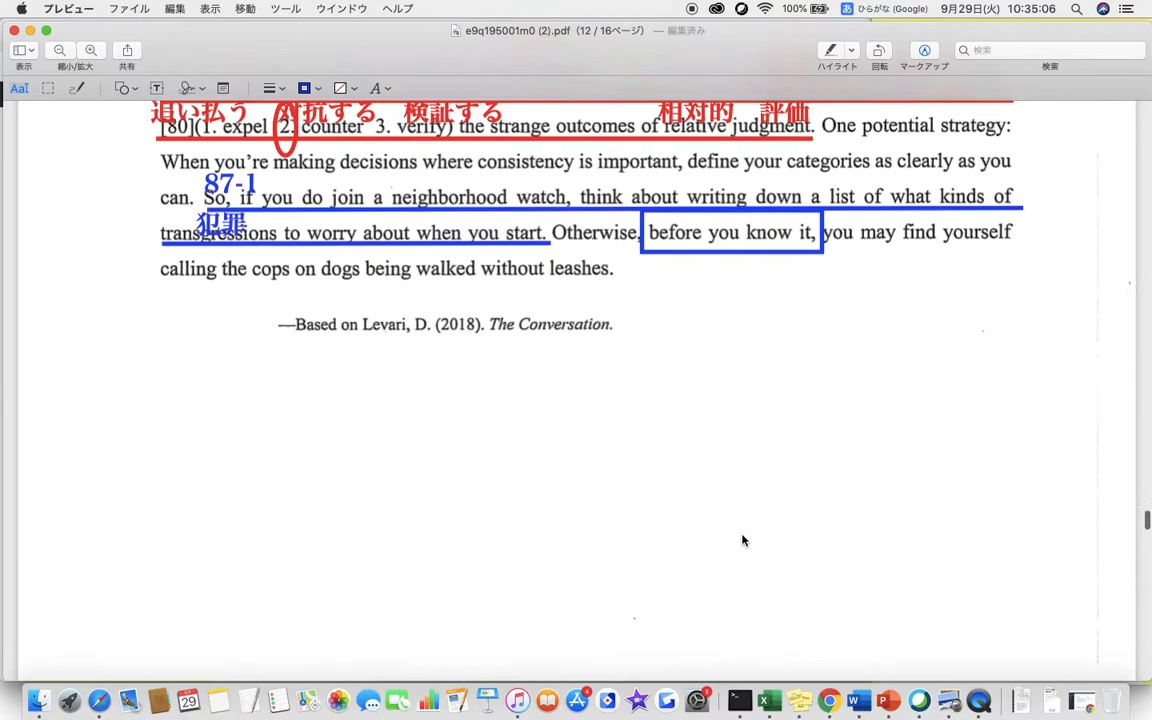 プレビュー ファイル 編集 表示 移動 ツール ウインドウ ヘルプ 100% あ ひらがな (Google) 9月29日(火) 10:35:06
e9q195001m0 (2).pdf（12 / 16ページ） — 編集済み
検索
表示 縮小/拡大 共有 ハイライト 回転 マークアップ 検索
追い払う 対抗する 検証する 相対的 評価
[80](1. expel 2. counter 3. verify) the strange outcomes of relative judgment. One potential strategy:
When you're making decisions where consistency is important, define your categories as clearly as you
87-1
can. So, if you do join a neighborhood watch, think about writing down a list of what kinds of
犯罪
transgressions to worry about when you start. Otherwise, before you know it, you may find yourself
calling the cops on dogs being walked without leashes.
—Based on Levari, D. (2018). The Conversation.